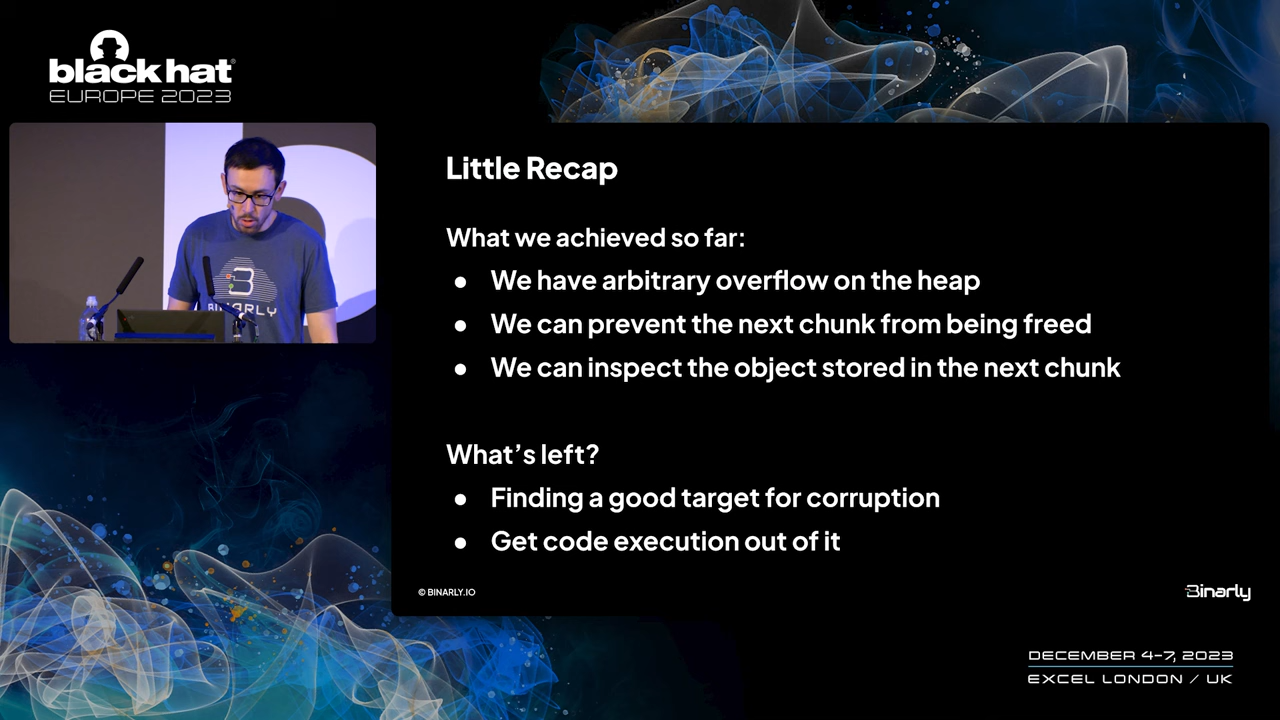 black hat
EUROPE 2023
BINARLY
Little Recap
What we achieved so far:
● We have arbitrary overflow on the heap
● We can prevent the next chunk from being freed
● We can inspect the object stored in the next chunk
What's left?
● Finding a good target for corruption
● Get code execution out of it
© BINARLY.IO
Binarly
DECEMBER 4-7, 2023
EXCEL LONDON / UK